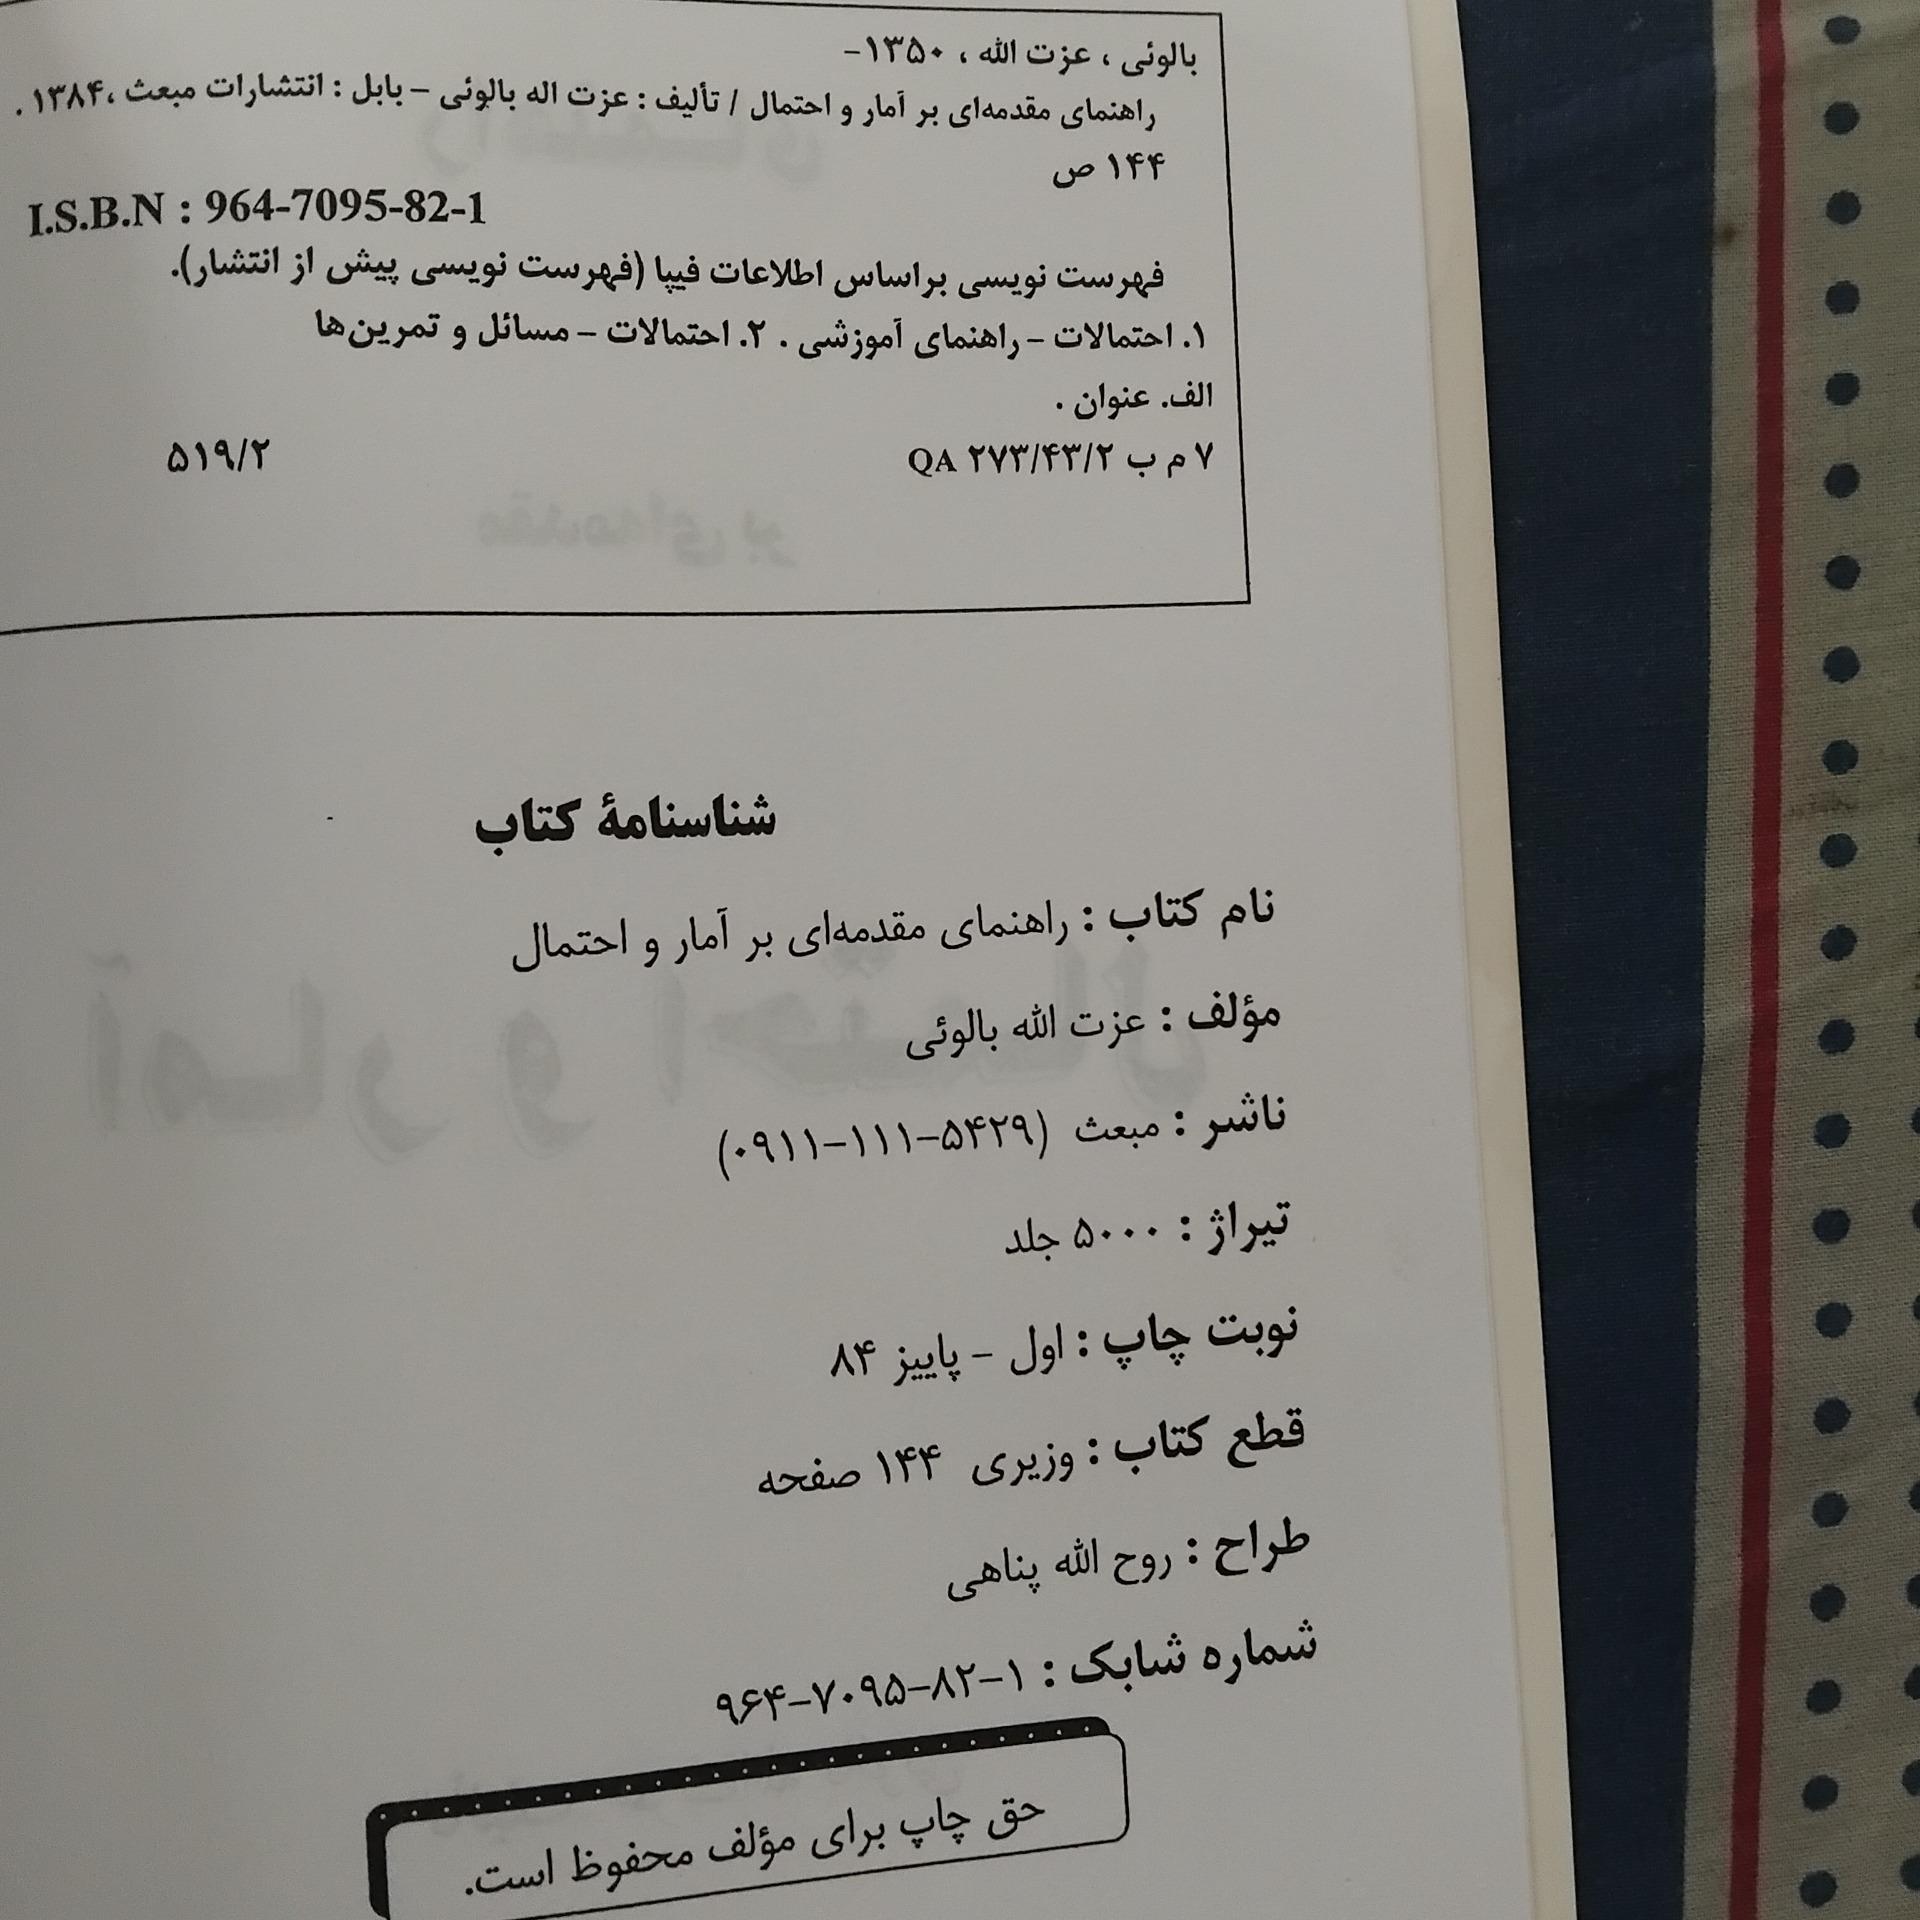 بالوئی ، عزت الله ، ۱۳۵۰-
راهنمای مقدمه‌ای بر آمار و احتمال / تألیف : عزت اله بالوئی – بابل : انتشارات مبعث ،۱۳۸۴ .
۱۴۴ ص
I.S.B.N : 964-7095-82-1
فهرست نویسی براساس اطلاعات فیپا (فهرست نویسی پیش از انتشار).
۱. احتمالات – راهنمای آموزشی . ۲. احتمالات – مسائل و تمرین‌ها
الف. عنوان .
۷ م ب ۲۷۳/۴۳/۲ QA ۵۱۹/۲
شناسنامهٔ کتاب
نام کتاب : راهنمای مقدمه‌ای بر آمار و احتمال
مؤلف : عزت الله بالوئی
ناشر : مبعث (۵۴۲۹-۱۱۱-۰۹۱۱)
تیراژ : ۵۰۰۰ جلد
نوبت چاپ : اول – پاییز ۸۴
قطع کتاب : وزیری ۱۴۴ صفحه
طراح : روح الله پناهی
شماره شابک : ۱-۸۲-۷۰۹۵-۹۶۴
حق چاپ برای مؤلف محفوظ است.